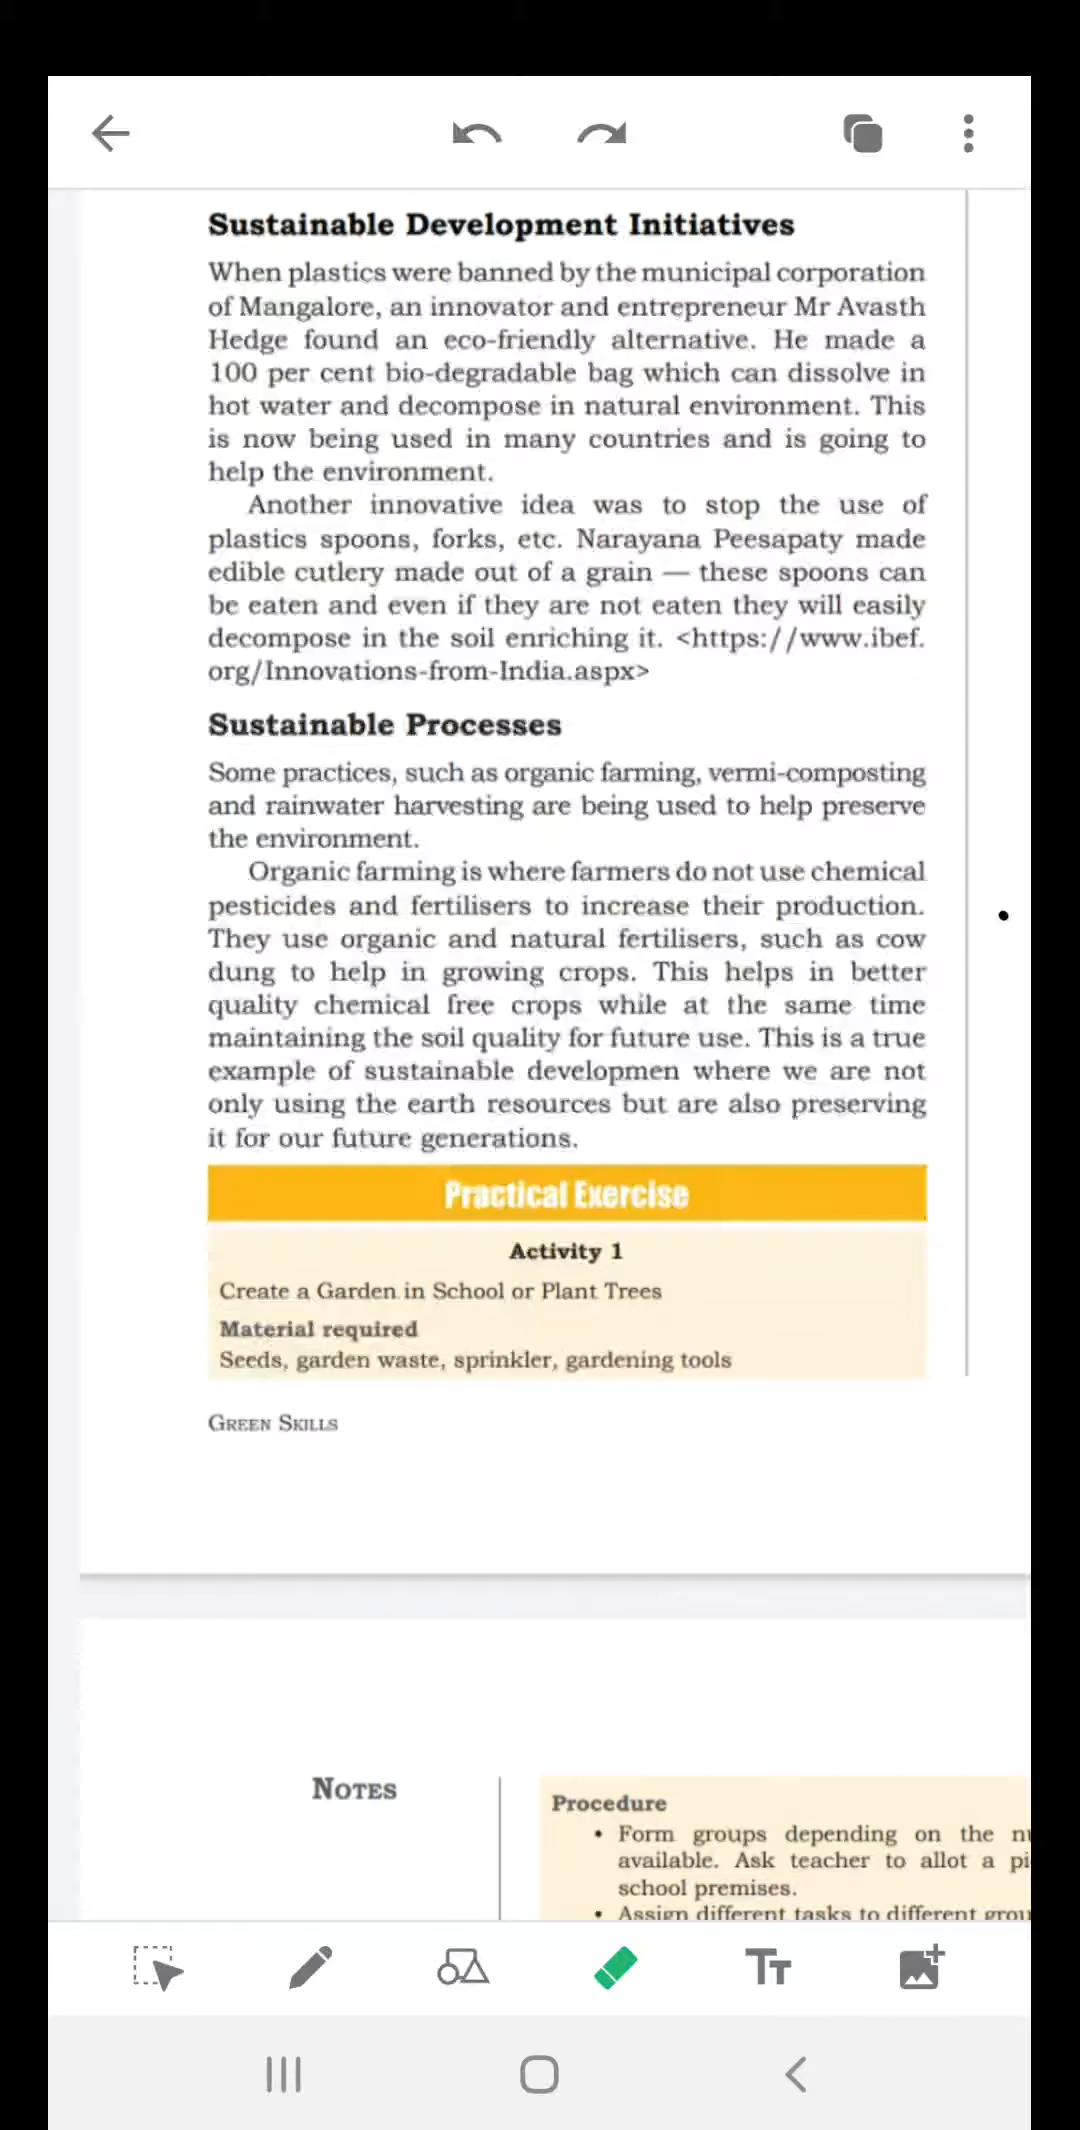 Sustainable Development Initiatives
When plastics were banned by the municipal corporation
of Mangalore, an innovator and entrepreneur Mr Avasth
Hedge found an eco-friendly alternative. He made a
100 per cent bio-degradable bag which can dissolve in
hot water and decompose in natural environment. This
is now being used in many countries and is going to
help the environment.
Another innovative idea was to stop the use of
plastics spoons, forks, etc. Narayana Peesapaty made
edible cutlery made out of a grain — these spoons can
be eaten and even if they are not eaten they will easily
decompose in the soil enriching it. <https://www.ibef.
org/Innovations-from-India.aspx>
Sustainable Processes
Some practices, such as organic farming, vermi-composting
and rainwater harvesting are being used to help preserve
the environment.
Organic farming is where farmers do not use chemical
pesticides and fertilisers to increase their production.
They use organic and natural fertilisers, such as cow
dung to help in growing crops. This helps in better
quality chemical free crops while at the same time
maintaining the soil quality for future use. This is a true
example of sustainable developmen where we are not
only using the earth resources but are also preserving
it for our future generations.
Practical Exercise
Activity 1
Create a Garden in School or Plant Trees
Material required
Seeds, garden waste, sprinkler, gardening tools
GREEN SKILLS
NOTES
Procedure
• Form groups depending on the
available. Ask teacher to allot a
school premises.
• Assign different tasks to different
TT